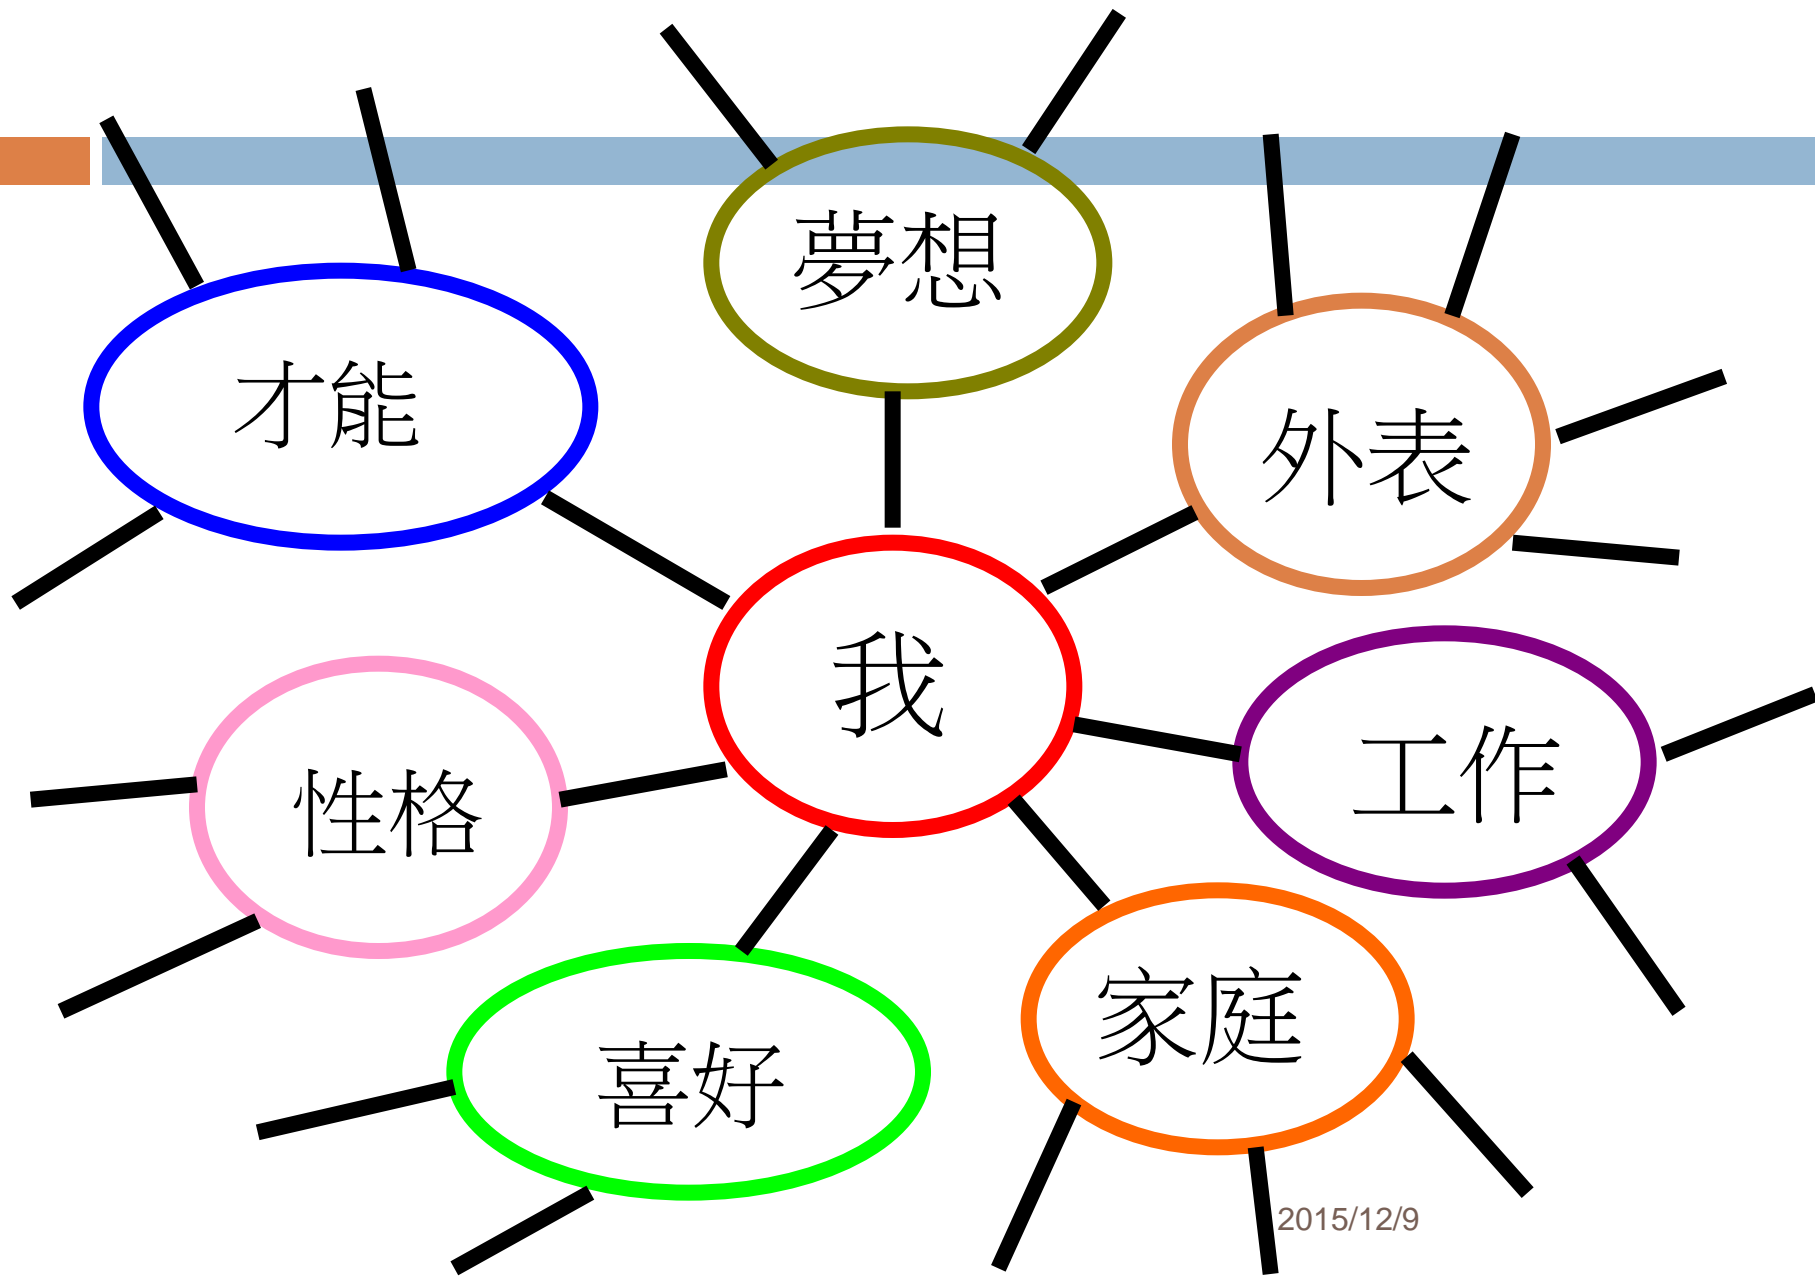 夢想
才能
外表
我
工作
性格
家庭
喜好
2015/12/9